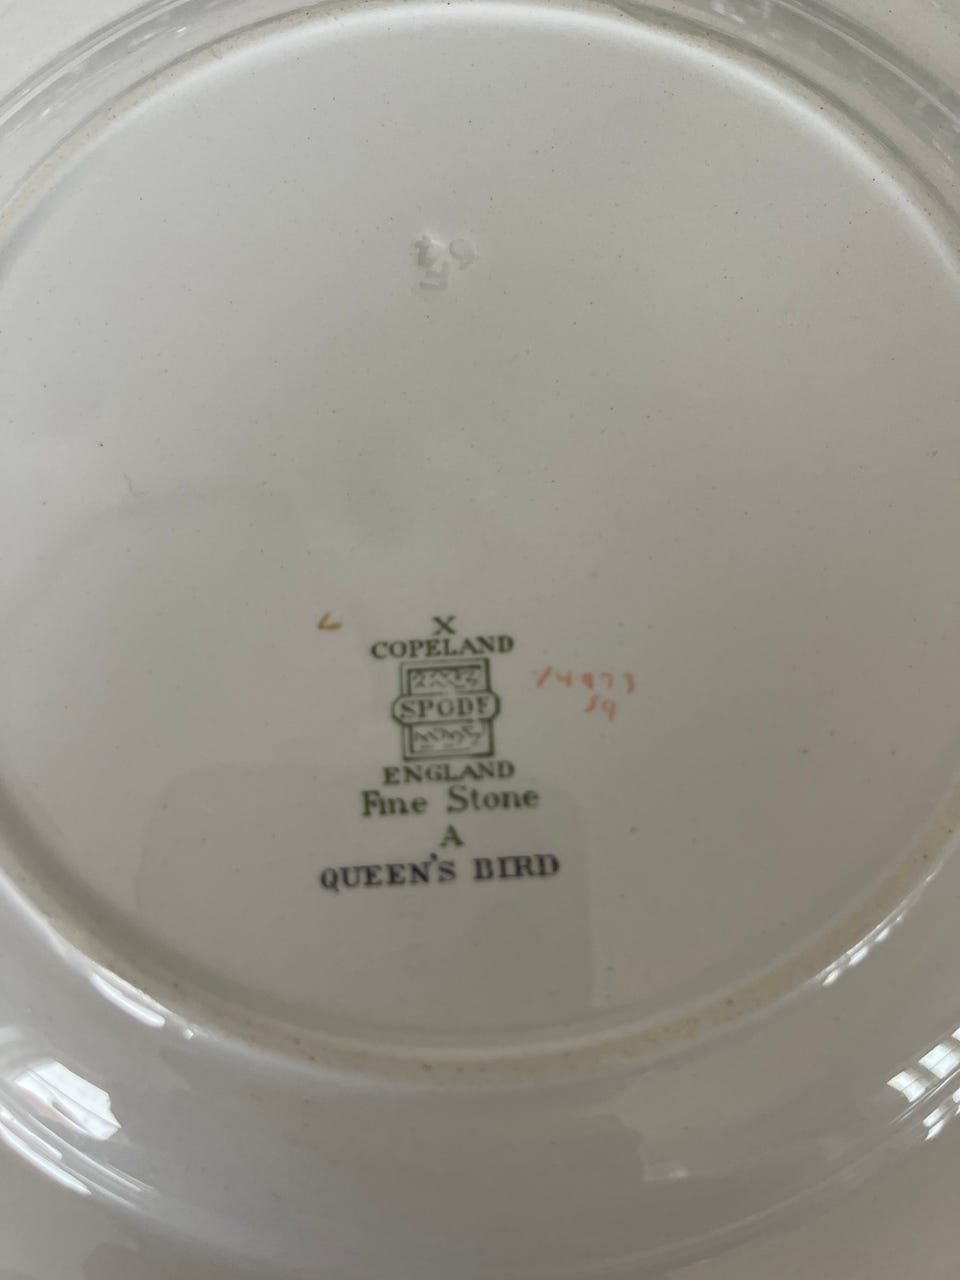 X
COPELAND
SPODE
ENGLAND
Fine Stone
A
QUEEN'S BIRD